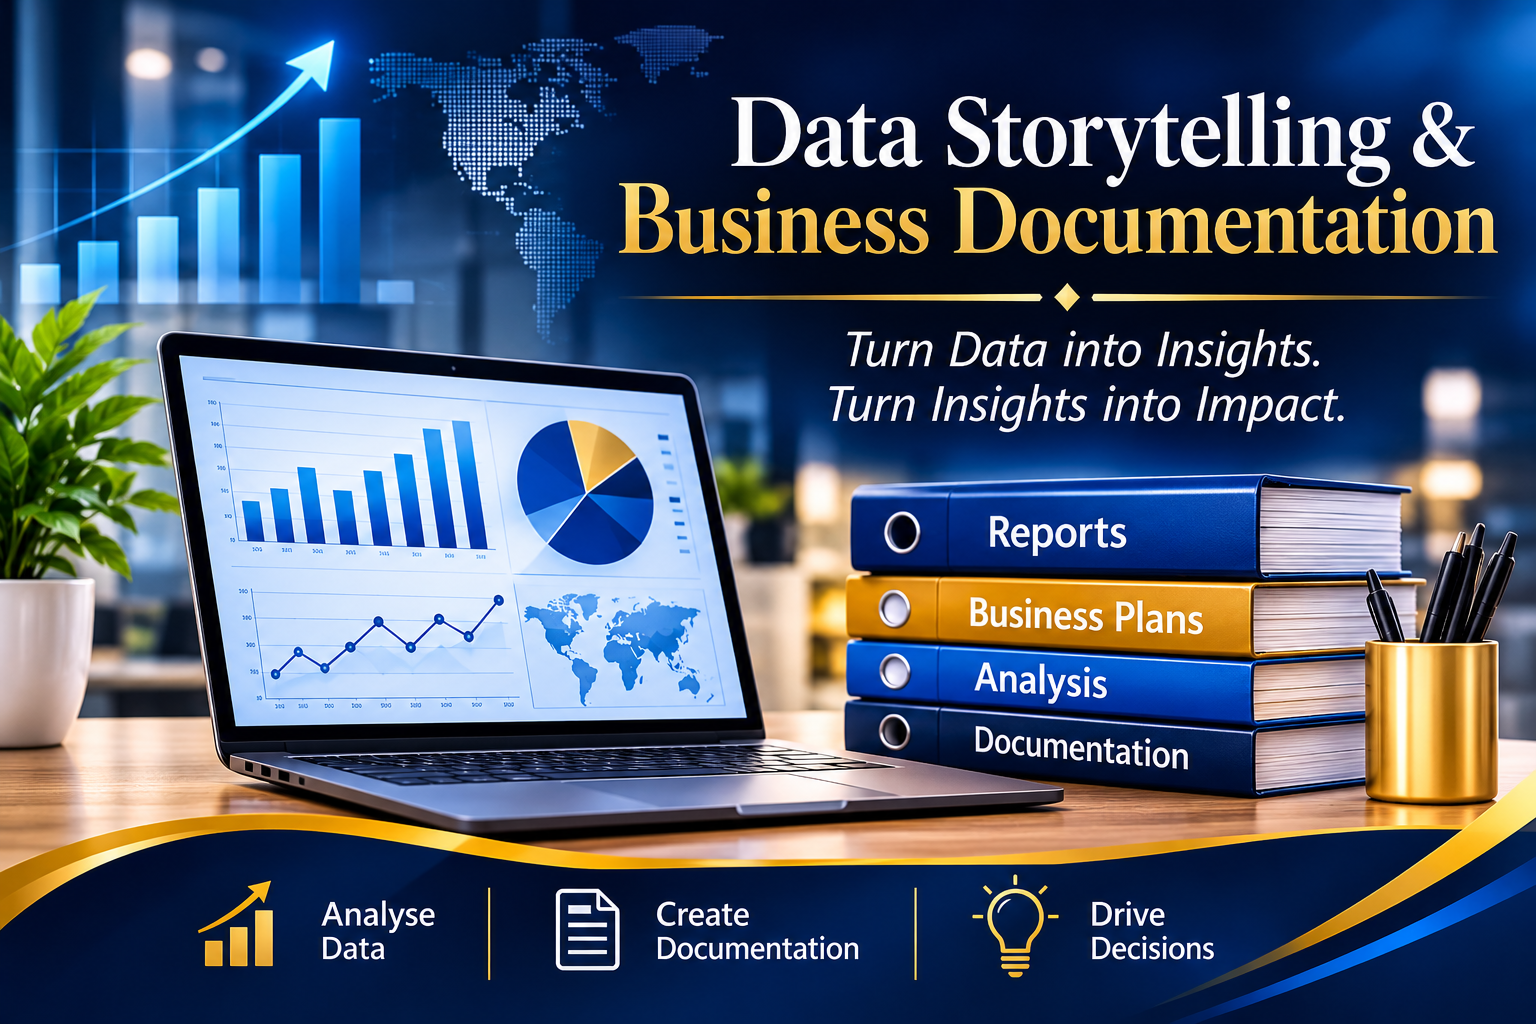 Data Storytelling &
Business Documentation
Turn Data into Insights.
Turn Insights into Impact.
Reports
Business Plans
Analysis
Documentation
Analyse
Data
Create
Documentation
Drive
Decisions